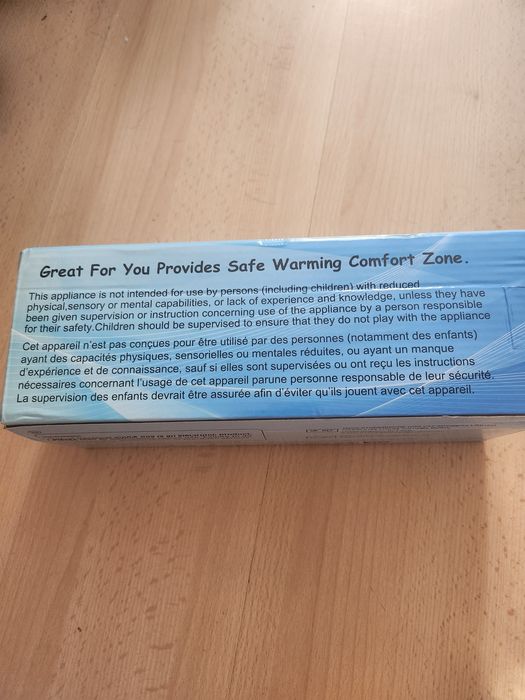 Great For You Provides Safe Warming Comfort Zone.
This appliance is not intended for use by persons (including children) with reduced
physical,sensory or mental capabilities, or lack of experience and knowledge, unless they have
been given supervision or instruction concerning use of the appliance by a person responsible
for their safety.Children should be supervised to ensure that they do not play with the appliance
Cet appareil n'est pas conçues pour être utilisé par des personnes (notamment des enfants)
ayant des capacités physiques, sensorielles ou mentales réduites, ou ayant un manque
d'expérience et de connaissance, sauf si elles sont supervisées ou ont reçu les instructions
nécessaires concernant l'usage de cet appareil parune personne responsable de leur sécurité.
La supervision des enfants devrait être assurée afin d'éviter qu'ils jouent avec cet appareil.